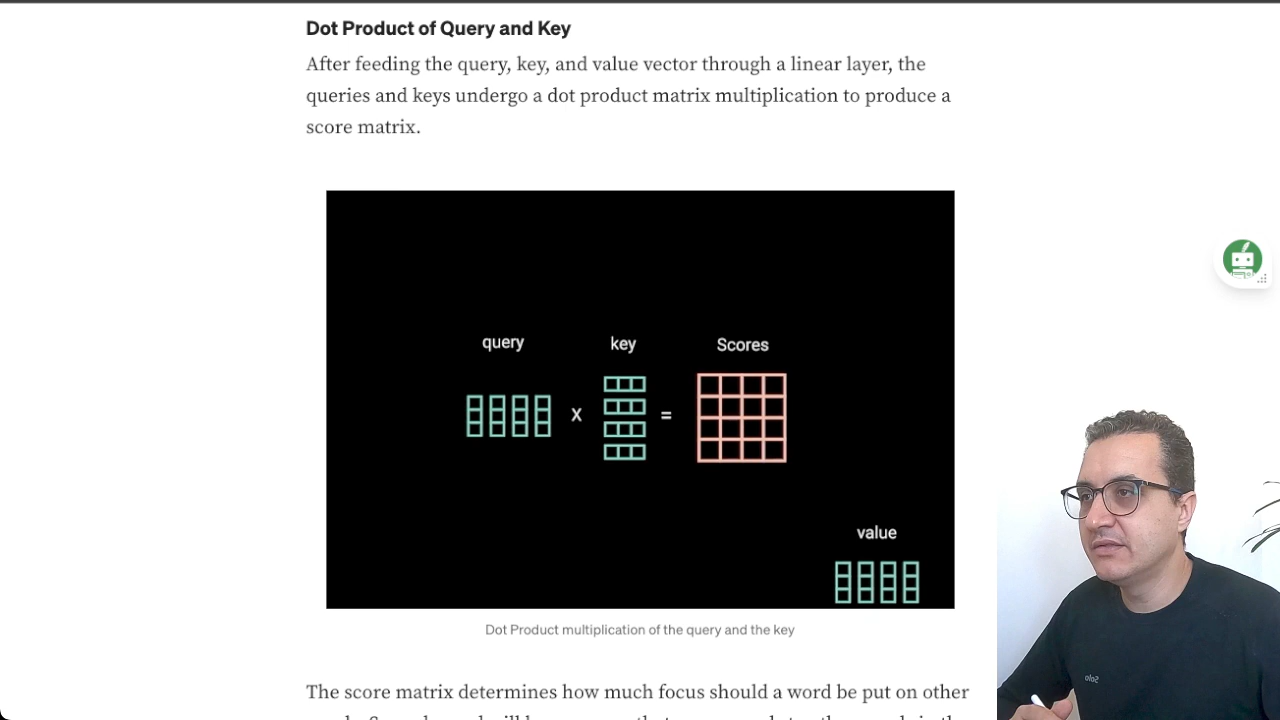 Dot Product of Query and Key
After feeding the query, key, and value vector through a linear layer, the
queries and keys undergo a dot product matrix multiplication to produce a
score matrix.
query key Scores
x =
value
Dot Product multiplication of the query and the key
The score matrix determines how much focus should a word be put on other